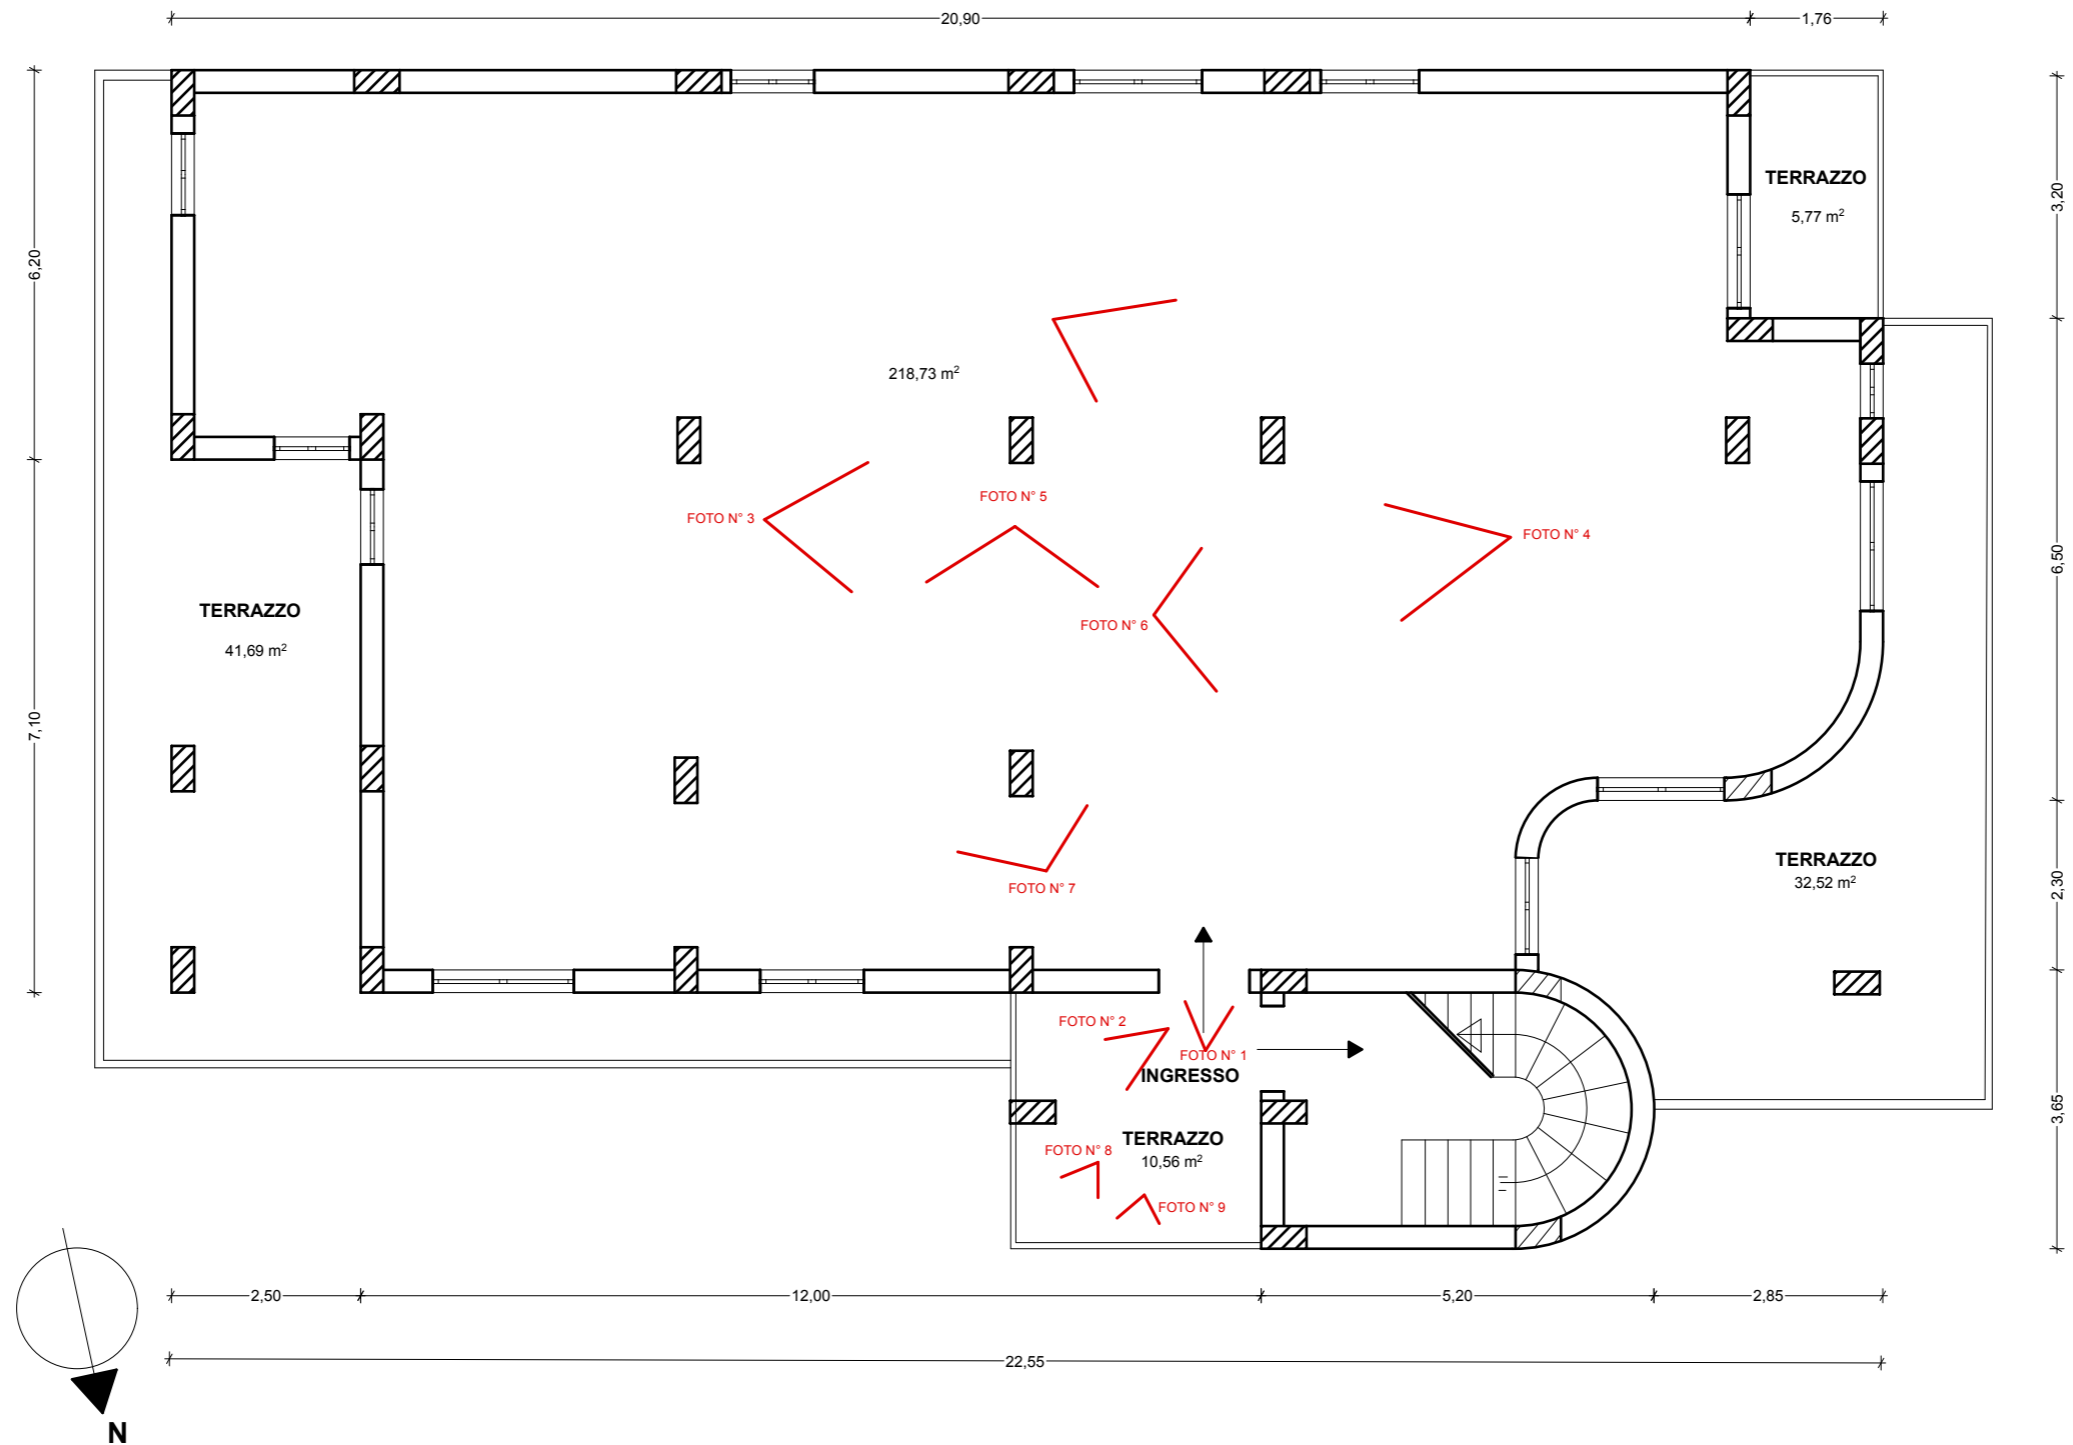 20,90
1,76
TERRAZZO
5,77 m²
3,20
6,20
218,73 m²
FOTO N° 5
FOTO N° 3
FOTO N° 4
6,50
TERRAZZO
41,69 m²
FOTO N° 6
7,10
TERRAZZO
32,52 m²
FOTO N° 7
2,30
FOTO N° 2
FOTO N° 1
INGRESSO
3,65
TERRAZZO
10,56 m²
FOTO N° 8
FOTO N° 9
2,50
12,00
5,20
2,85
22,55
N